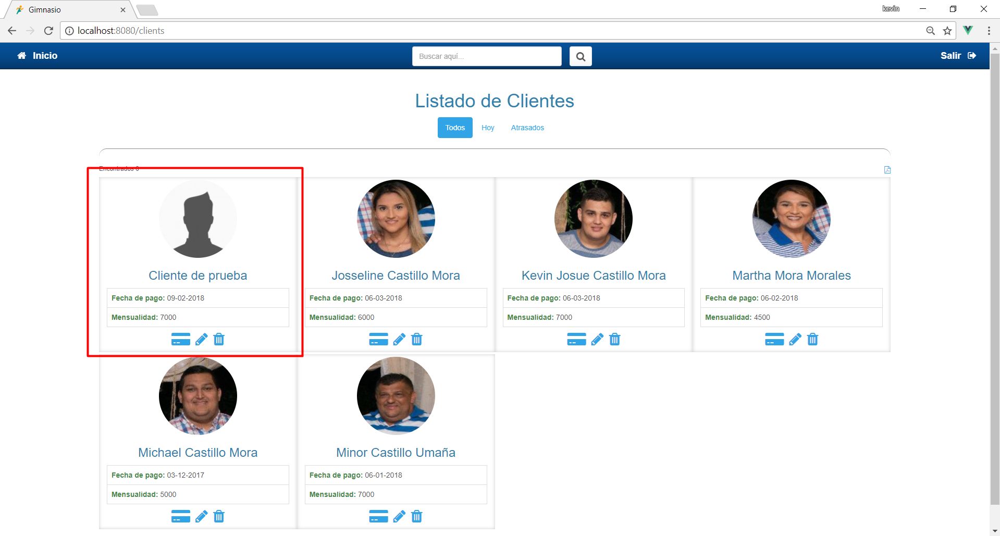 Gimnasio
kevin
localhost:8080/clients
Inicio
Buscar aquí...
Salir
Listado de Clientes
Todos Hoy Atrasados
Encontrados 6
Cliente de prueba
Fecha de pago: 09-02-2018
Mensualidad: 7000
Josseline Castillo Mora
Fecha de pago: 06-03-2018
Mensualidad: 6000
Kevin Josue Castillo Mora
Fecha de pago: 06-03-2018
Mensualidad: 7000
Martha Mora Morales
Fecha de pago: 06-02-2018
Mensualidad: 4500
Michael Castillo Mora
Fecha de pago: 03-12-2017
Mensualidad: 5000
Minor Castillo Umaña
Fecha de pago: 06-01-2018
Mensualidad: 7000